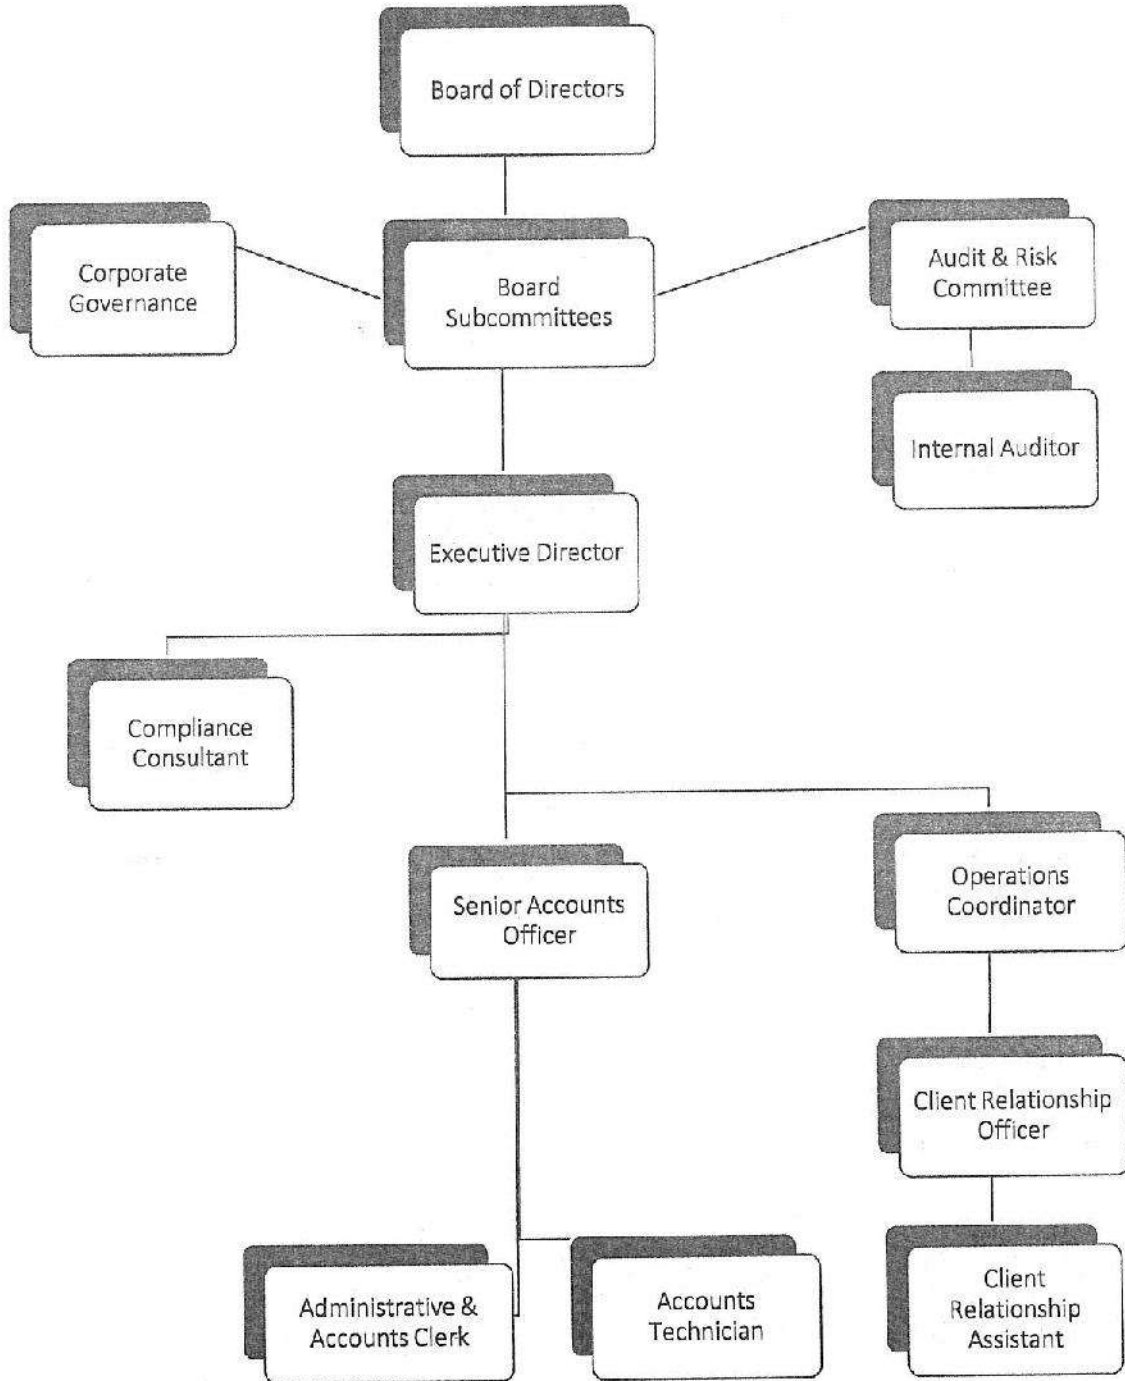 Board of Directors
Corporate
Governance
Board
Subcommittees
Audit & Risk
Committee
Internal Auditor
Executive Director
Compliance
Consultant
Senior Accounts
Officer
Operations
Coordinator
Client Relationship
Officer
Administrative &
Accounts Clerk
Accounts
Technician
Client
Relationship
Assistant